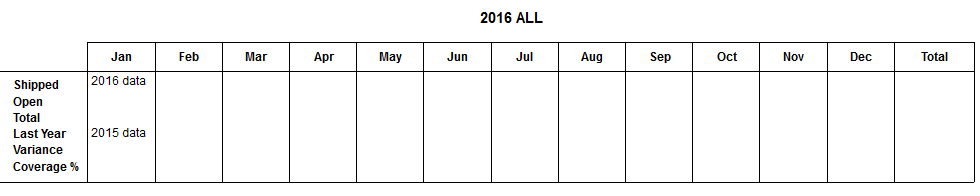 2016 ALL
Jan Feb Mar Apr May Jun Jul Aug Sep Oct Nov Dec Total
Shipped 2016 data
Open
Total
Last Year 2015 data
Variance
Coverage %